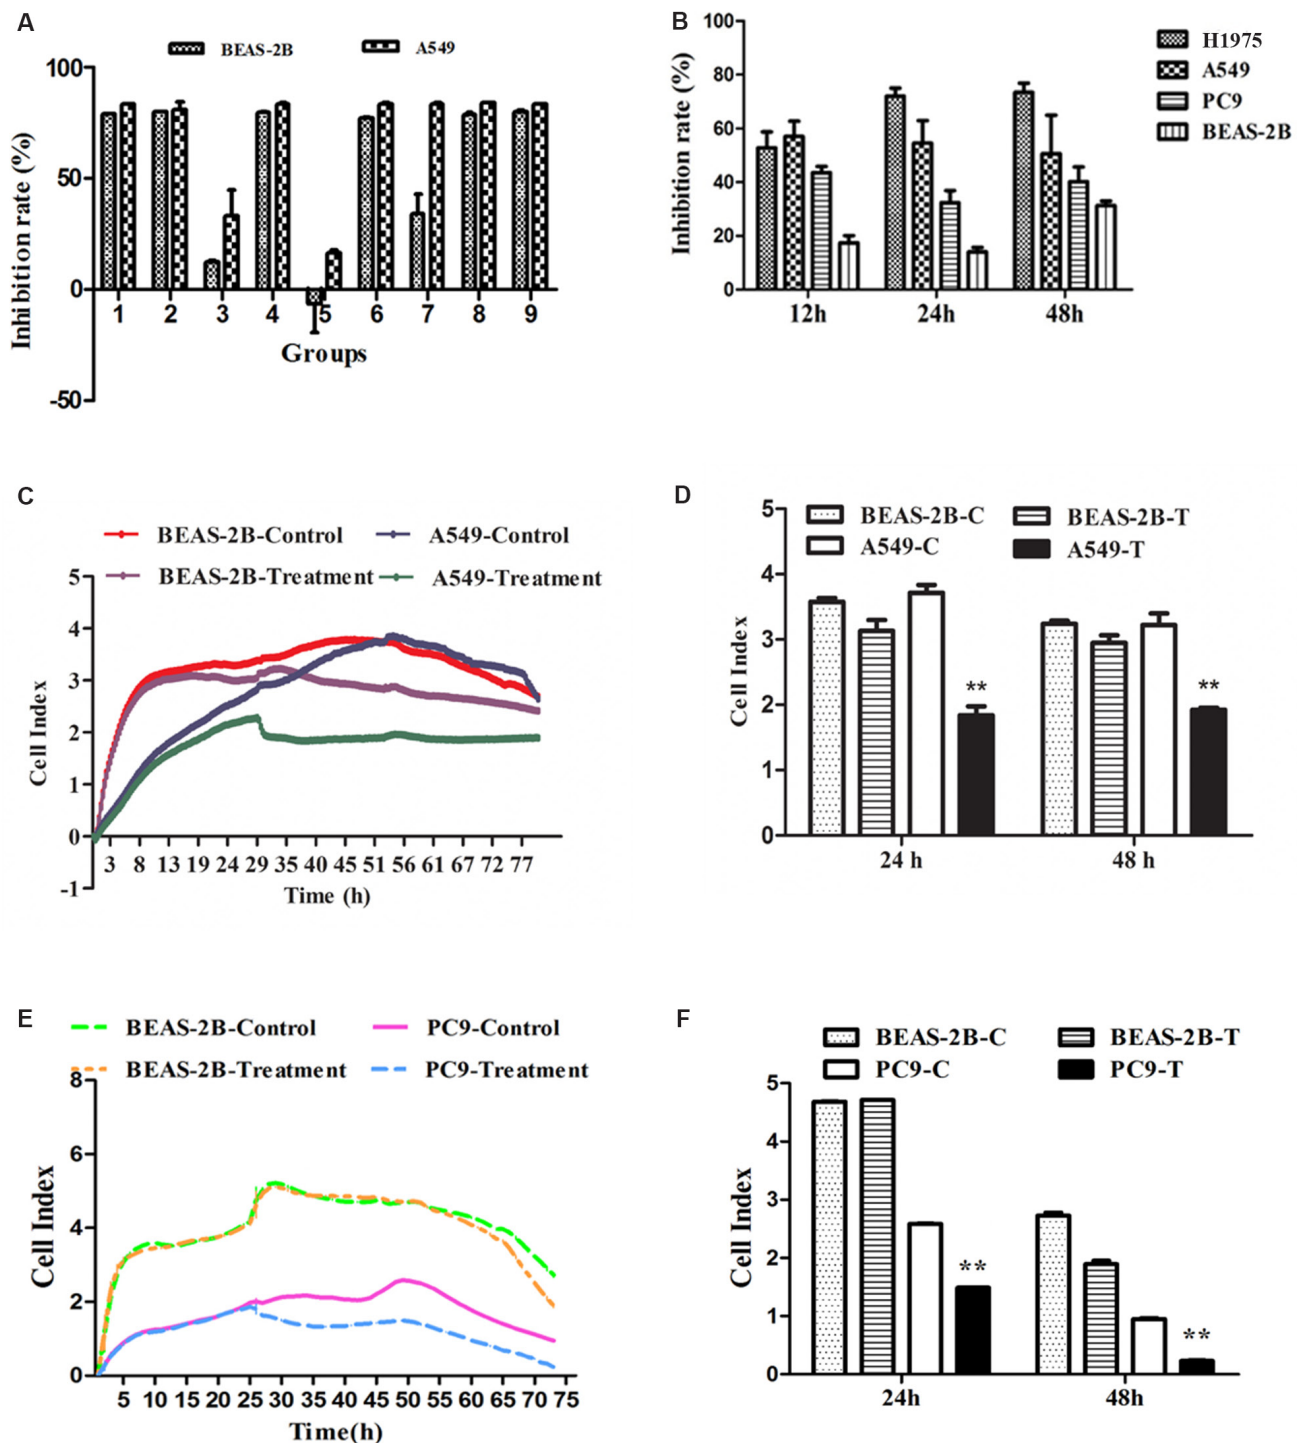 A
BEAS-2B A549
Inhibition rate (%)
100
50
0
-50
1 2 3 4 5 6 7 8 9
Groups
B
H1975
A549
PC9
BEAS-2B
Inhibition rate (%)
100
80
60
40
20
0
12h 24h 48h
C
BEAS-2B-Control A549-Control
BEAS-2B-Treatment A549-Treatment
Cell Index
5
4
3
2
1
0
-1
3 8 13 19 24 29 35 40 45 51 56 61 67 72 77
Time (h)
D
BEAS-2B-C BEAS-2B-T
A549-C A549-T
Cell Index
5
4
3
2
1
0
** **
24 h 48 h
E
BEAS-2B-Control PC9-Control
BEAS-2B-Treatment PC9-Treatment
Cell Index
8
6
4
2
0
5 10 15 20 25 30 35 40 45 50 55 60 65 70 75
Time(h)
F
BEAS-2B-C BEAS-2B-T
PC9-C PC9-T
Cell Index
5
4
3
2
1
0
** **
24h 48h